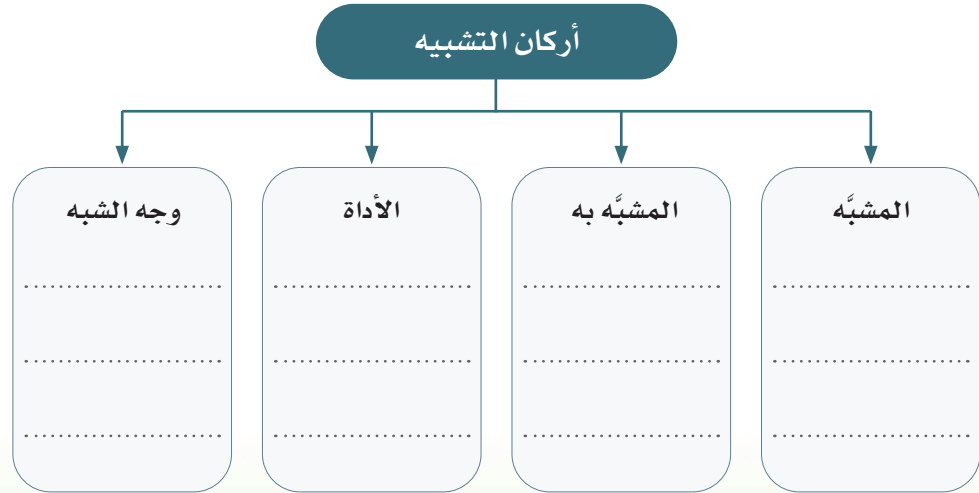 أركان التشبيه
المشبَّه
المشبَّه به
الأداة
وجه الشبه